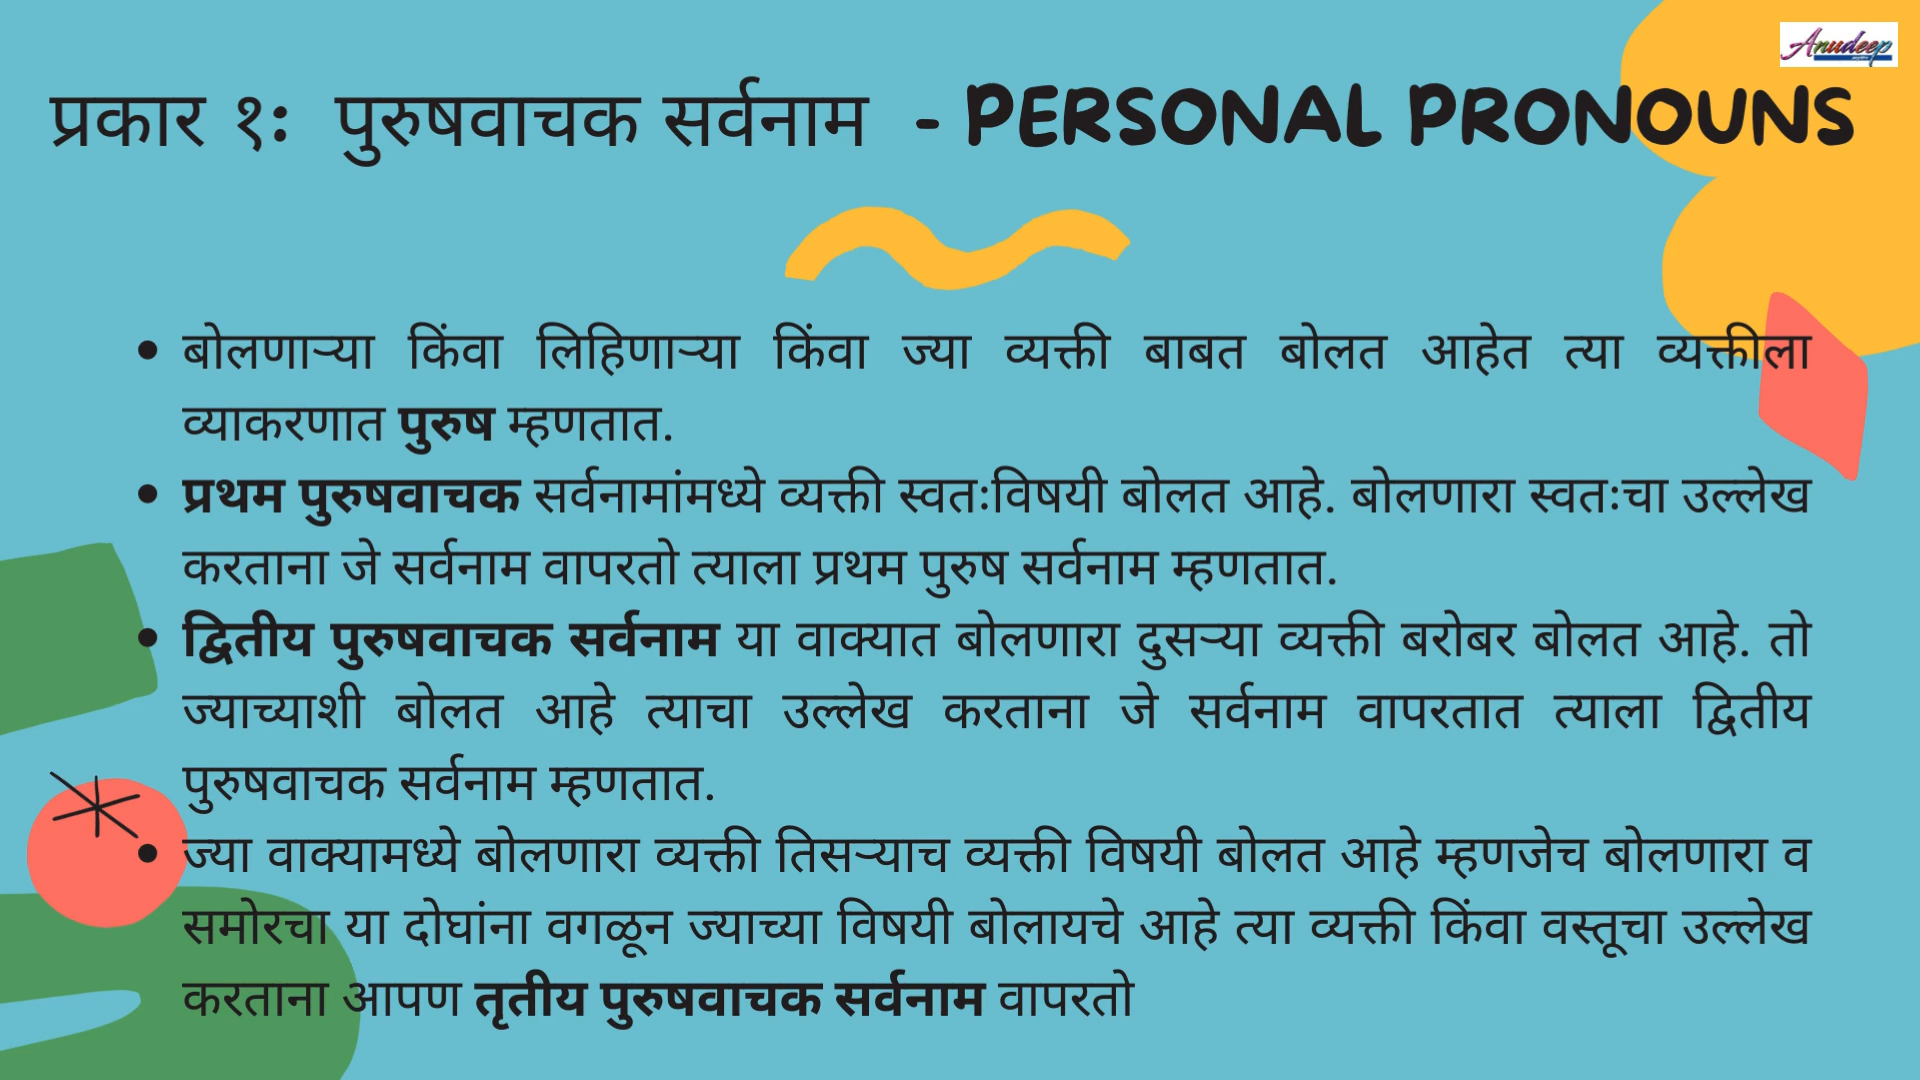 Anudeep
प्रकार १: पुरुषवाचक सर्वनाम - PERSONAL PRONOUNS
• बोलणाऱ्या किंवा लिहिणाऱ्या किंवा ज्या व्यक्ती बाबत बोलत आहेत त्या व्यक्तीला
व्याकरणात पुरुष म्हणतात.
• प्रथम पुरुषवाचक सर्वनामांमध्ये व्यक्ती स्वतःविषयी बोलत आहे. बोलणारा स्वतःचा उल्लेख
करताना जे सर्वनाम वापरतो त्याला प्रथम पुरुष सर्वनाम म्हणतात.
• द्वितीय पुरुषवाचक सर्वनाम या वाक्यात बोलणारा दुसऱ्या व्यक्ती बरोबर बोलत आहे. तो
ज्याच्याशी बोलत आहे त्याचा उल्लेख करताना जे सर्वनाम वापरतात त्याला द्वितीय
पुरुषवाचक सर्वनाम म्हणतात.
• ज्या वाक्यामध्ये बोलणारा व्यक्ती तिसऱ्याच व्यक्ती विषयी बोलत आहे म्हणजेच बोलणारा व
समोरचा या दोघांना वगळून ज्याच्या विषयी बोलायचे आहे त्या व्यक्ती किंवा वस्तूचा उल्लेख
करताना आपण तृतीय पुरुषवाचक सर्वनाम वापरतो